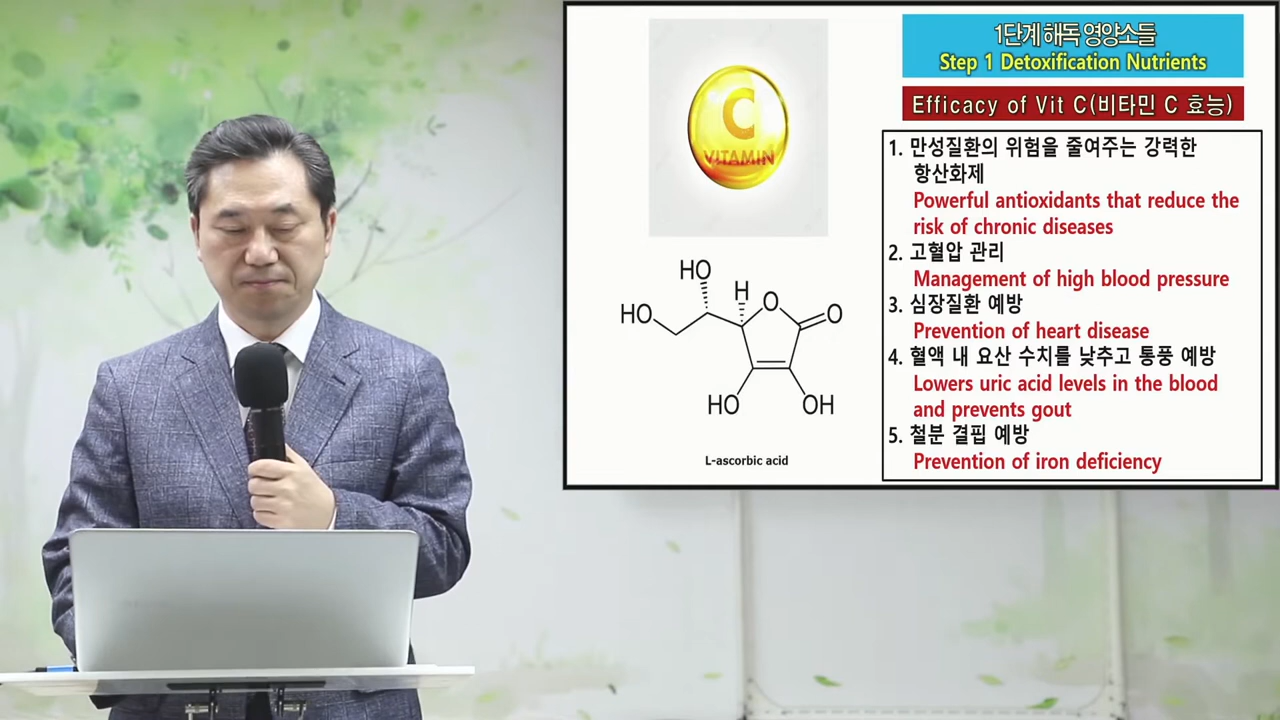 C
VITAMIN
HO
H
O
O
HO
HO
OH
L-ascorbic acid
1단계 해독 영양소들
Step 1 Detoxification Nutrients
Efficacy of Vit C(비타민 C 효능)
1. 만성질환의 위험을 줄여주는 강력한
항산화제
Powerful antioxidants that reduce the
risk of chronic diseases
2. 고혈압 관리
Management of high blood pressure
3. 심장질환 예방
Prevention of heart disease
4. 혈액 내 요산 수치를 낮추고 통풍 예방
Lowers uric acid levels in the blood
and prevents gout
5. 철분 결핍 예방
Prevention of iron deficiency